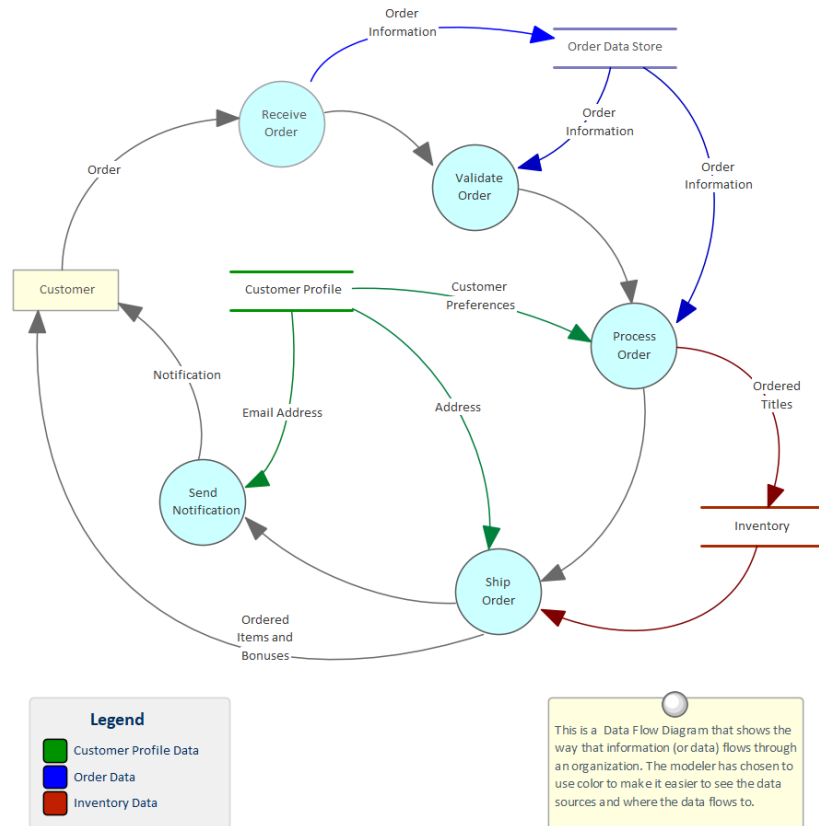 Order
Information
Order Data Store
Receive
Order
Order
Information
Order
Validate
Order
Order
Information
Customer
Customer Profile
Customer
Preferences
Process
Order
Notification
Email Address
Address
Ordered
Titles
Send
Notification
Inventory
Ship
Order
Ordered
Items and
Bonuses
Legend
Customer Profile Data
Order Data
Inventory Data
This is a Data Flow Diagram that shows the
way that information (or data) flows through
an organization. The modeler has chosen to
use color to make it easier to see the data
sources and where the data flows to.